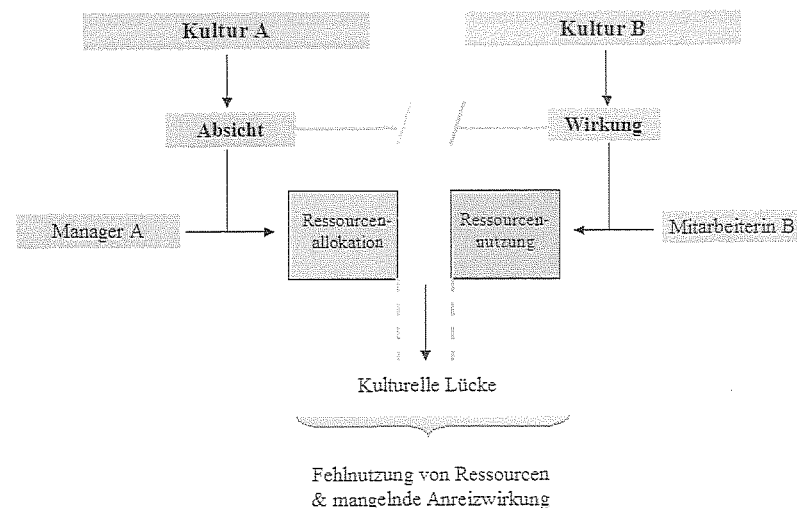 Kultur A
Kultur B
Absicht
Wirkung
Manager A
Ressourcen-
allokation
Ressourcen-
nutzung
Mitarbeiterin B
Kulturelle Lücke
Fehlnutzung von Ressourcen
& mangelnde Anreizwirkung